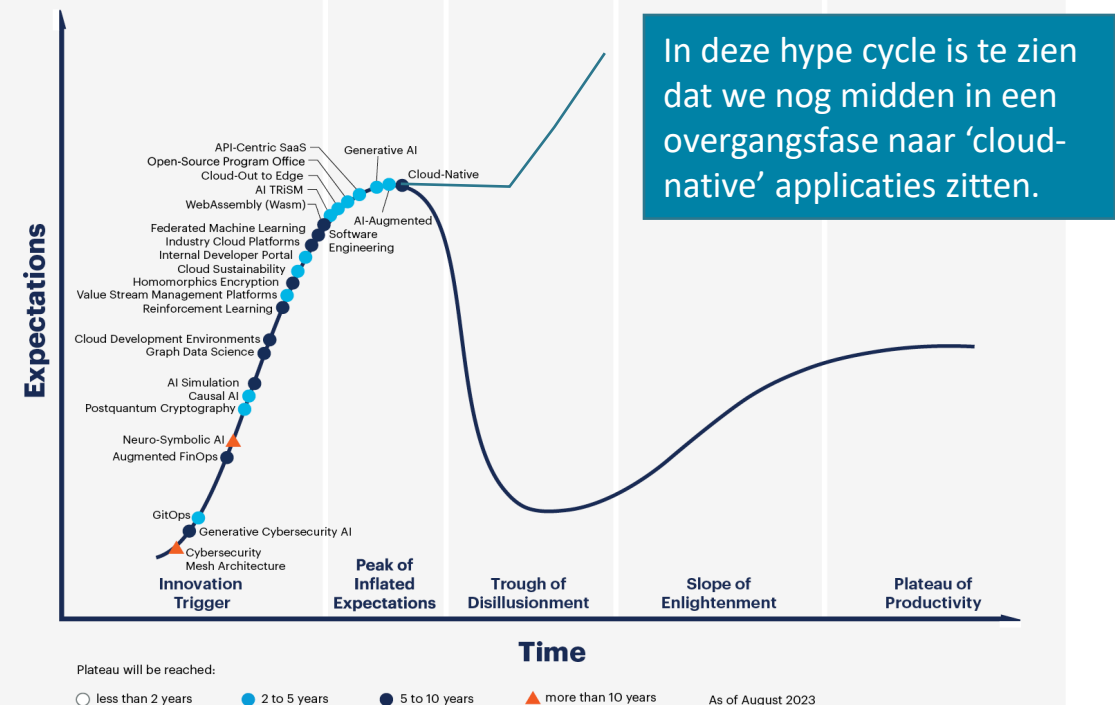 In deze hype cycle is te zien
dat we nog midden in een
overgangsfase naar ‘cloud-
native’ applicaties zitten.
Expectations
API-Centric SaaS
Open-Source Program Office
Cloud-Out to Edge
AI TRiSM
WebAssembly (Wasm)
Federated Machine Learning
Industry Cloud Platforms
Internal Developer Portal
Cloud Sustainability
Homomorphics Encryption
Value Stream Management Platforms
Reinforcement Learning
Cloud Development Environments
Graph Data Science
AI Simulation
Causal AI
Postquantum Cryptography
Neuro-Symbolic AI
Augmented FinOps
GitOps
Generative Cybersecurity AI
Cybersecurity
Mesh Architecture
Generative AI
Cloud-Native
AI-Augmented
Software
Engineering
Innovation
Trigger
Peak of
Inflated
Expectations
Trough of
Disillusionment
Slope of
Enlightenment
Plateau of
Productivity
Time
Plateau will be reached:
less than 2 years
2 to 5 years
5 to 10 years
more than 10 years
As of August 2023